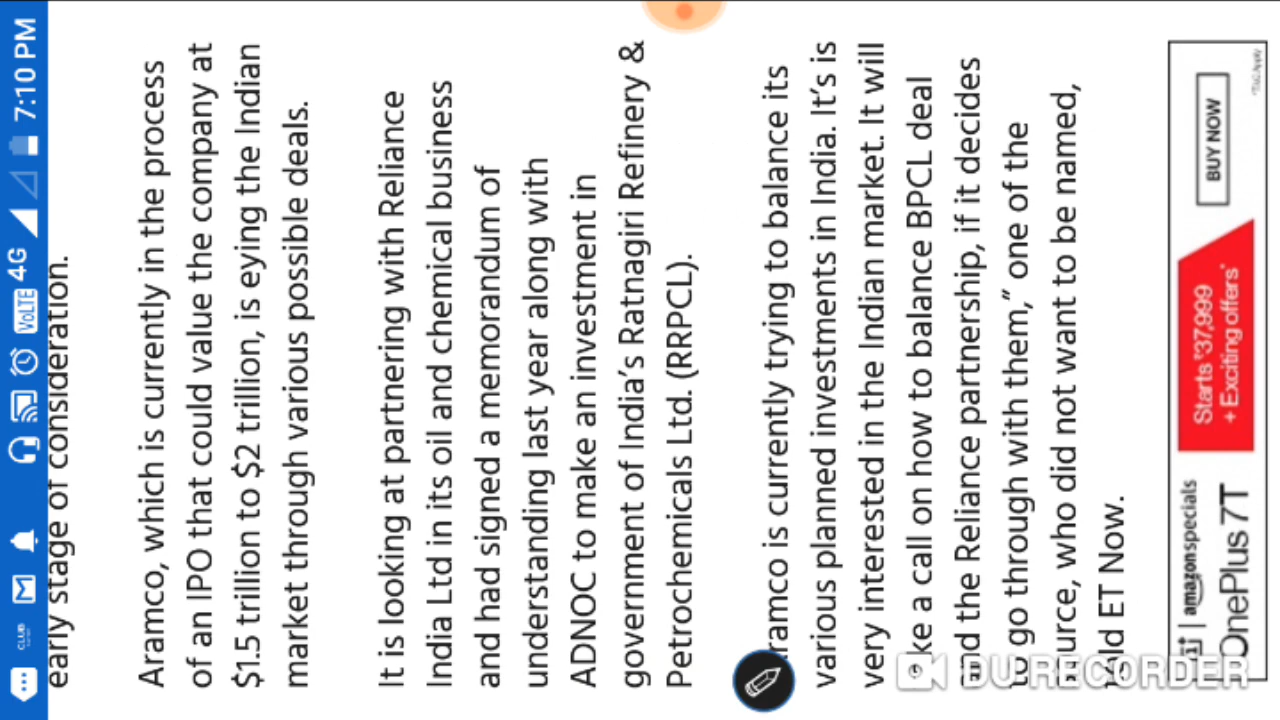 7:10 PM
VoLTE 4G
CLUB
early stage of consideration.
Aramco, which is currently in the process
of an IPO that could value the company at
$1.5 trillion to $2 trillion, is eying the Indian
market through various possible deals.
It is looking at partnering with Reliance
India Ltd in its oil and chemical business
and had signed a memorandum of
understanding last year along with
ADNOC to make an investment in
government of India’s Ratnagiri Refinery &
Petrochemicals Ltd. (RRPCL).
ramco is currently trying to balance its
various planned investments in India. It’s is
very interested in the Indian market. It will
ke a call on how to balance BPCL deal
and the Reliance partnership, if it decides
to go through with them,” one of the
source, who did not want to be named,
told ET Now.
amazonspecials
OnePlus 7T
Starts ₹37,999
+ Exciting offers*
BUY NOW
*T&C Apply
DU RECORDER